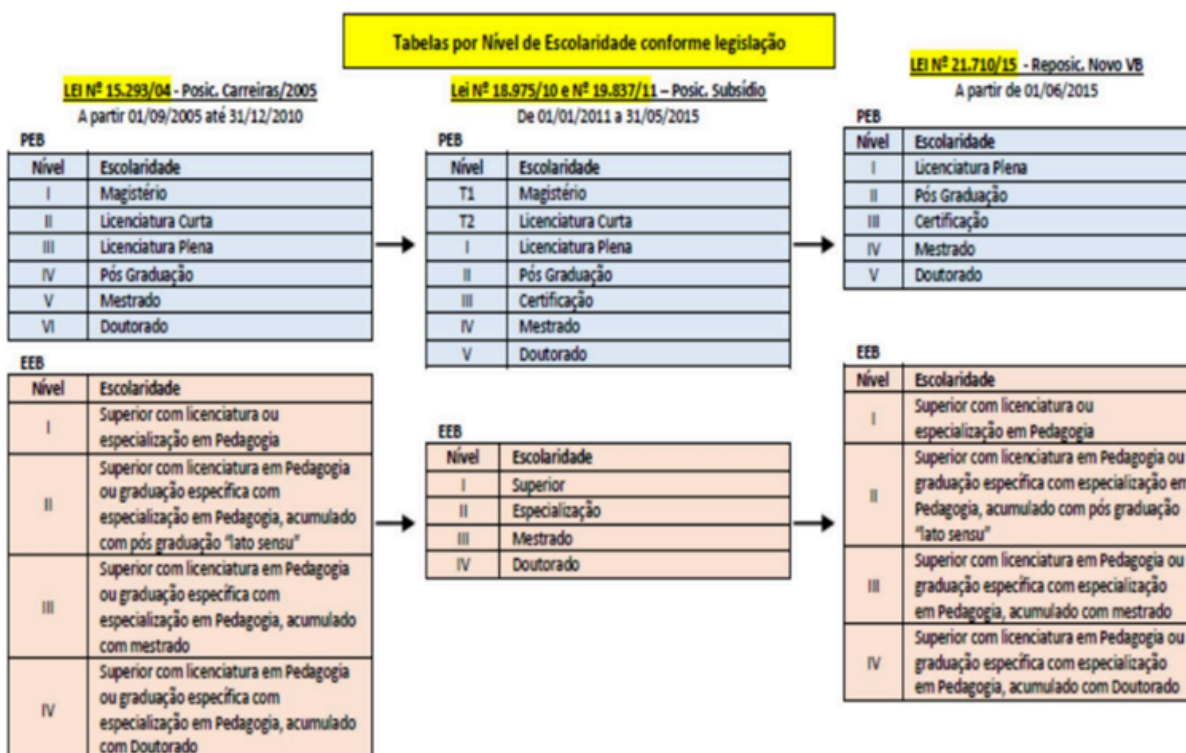 Tabelas por Nível de Escolaridade conforme legislação
LEI Nº 15.293/04 - Posic. Carreiras/2005
A partir 01/09/2005 até 31/12/2010
PEB
Nível Escolaridade
I Magistério
II Licenciatura Curta
III Licenciatura Plena
IV Pós Graduação
V Mestrado
VI Doutorado
EEB
Nível Escolaridade
I Superior com licenciatura ou
especialização em Pedagogia
II Superior com licenciatura em Pedagogia
ou graduação específica com
especialização em Pedagogia, acumulado
com pós graduação "lato sensu"
III Superior com licenciatura em Pedagogia
ou graduação específica com
especialização em Pedagogia, acumulado
com mestrado
IV Superior com licenciatura em Pedagogia
ou graduação específica com
especialização em Pedagogia, acumulado
com Doutorado
Lei Nº 18.975/10 e Nº 19.837/11 – Posic. Subsídio
De 01/01/2011 a 31/05/2015
PEB
Nível Escolaridade
T1 Magistério
T2 Licenciatura Curta
I Licenciatura Plena
II Pós Graduação
III Certificação
IV Mestrado
V Doutorado
EEB
Nível Escolaridade
I Superior
II Especialização
III Mestrado
IV Doutorado
LEI Nº 21.710/15 - Reposic. Novo VB
A partir de 01/06/2015
PEB
Nível Escolaridade
I Licenciatura Plena
II Pós Graduação
III Certificação
IV Mestrado
V Doutorado
EEB
Nível Escolaridade
I Superior com licenciatura ou
especialização em Pedagogia
II Superior com licenciatura em Pedagogia ou
graduação específica com especialização em
Pedagogia, acumulado com pós graduação
"lato sensu"
III Superior com licenciatura em Pedagogia ou
graduação específica com especialização
em Pedagogia, acumulado com mestrado
IV Superior com licenciatura em Pedagogia ou
graduação específica com especialização
em Pedagogia, acumulado com Doutorado